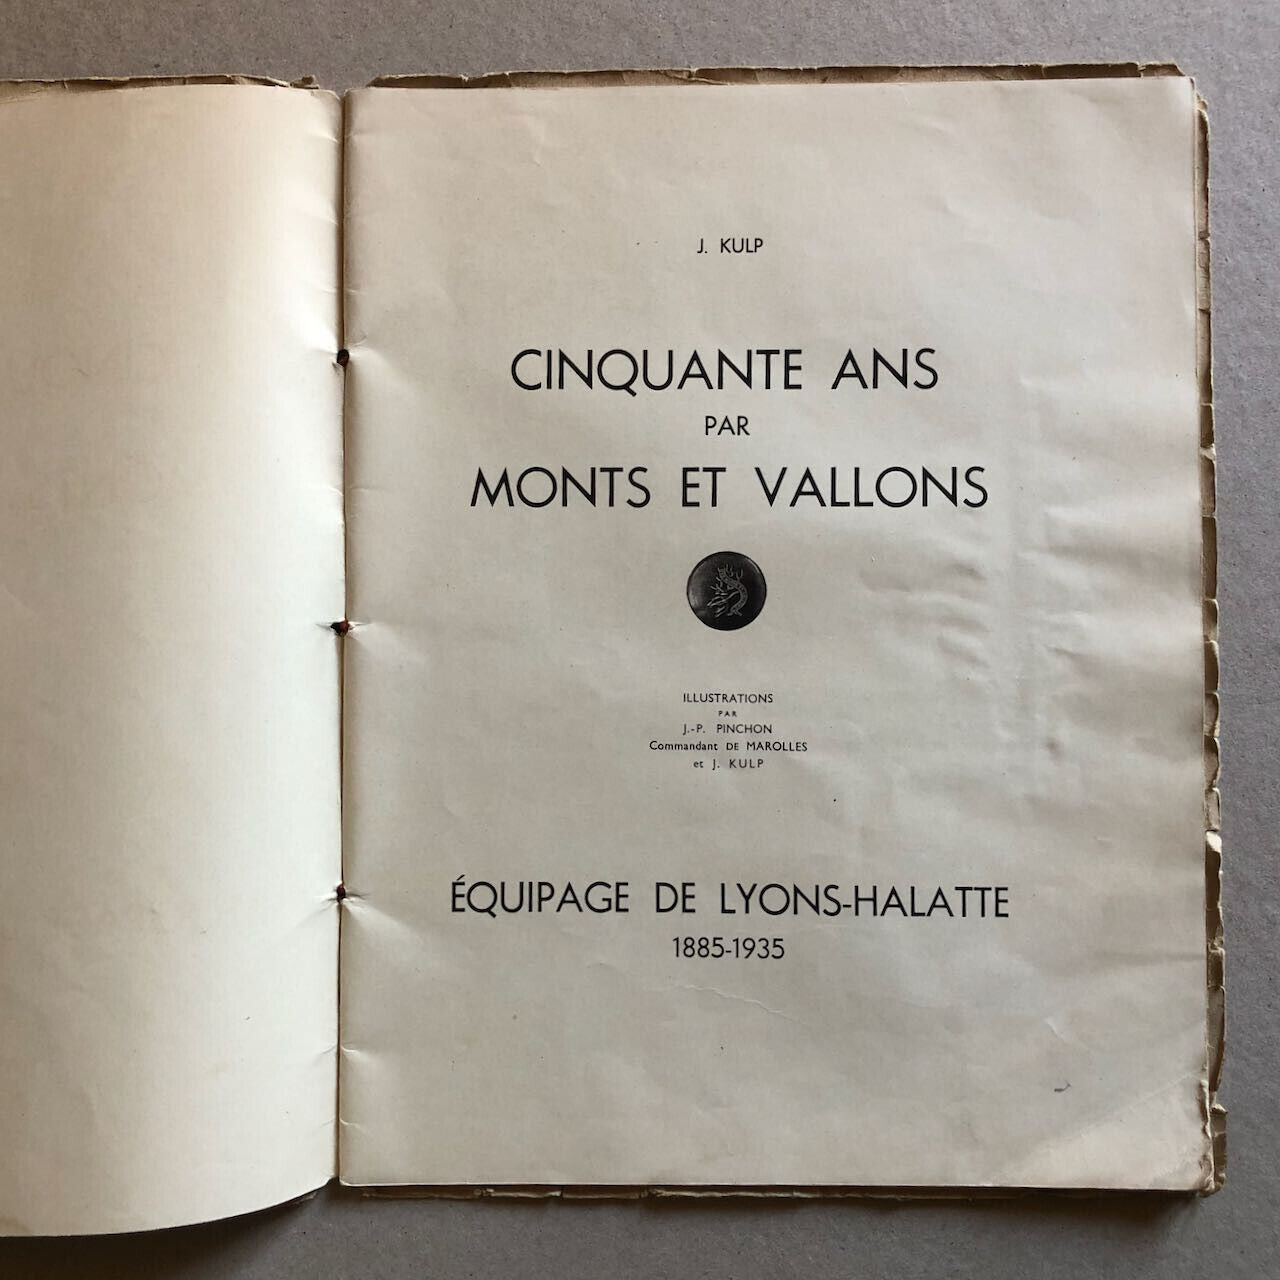 J. KULP
CINQUANTE ANS
PAR
MONTS ET VALLONS
ILLUSTRATIONS
PAR
J.-P. PINCHON
Commandant DE MAROLLES
et J. KULP
ÉQUIPAGE DE LYONS-HALATTE
1885-1935